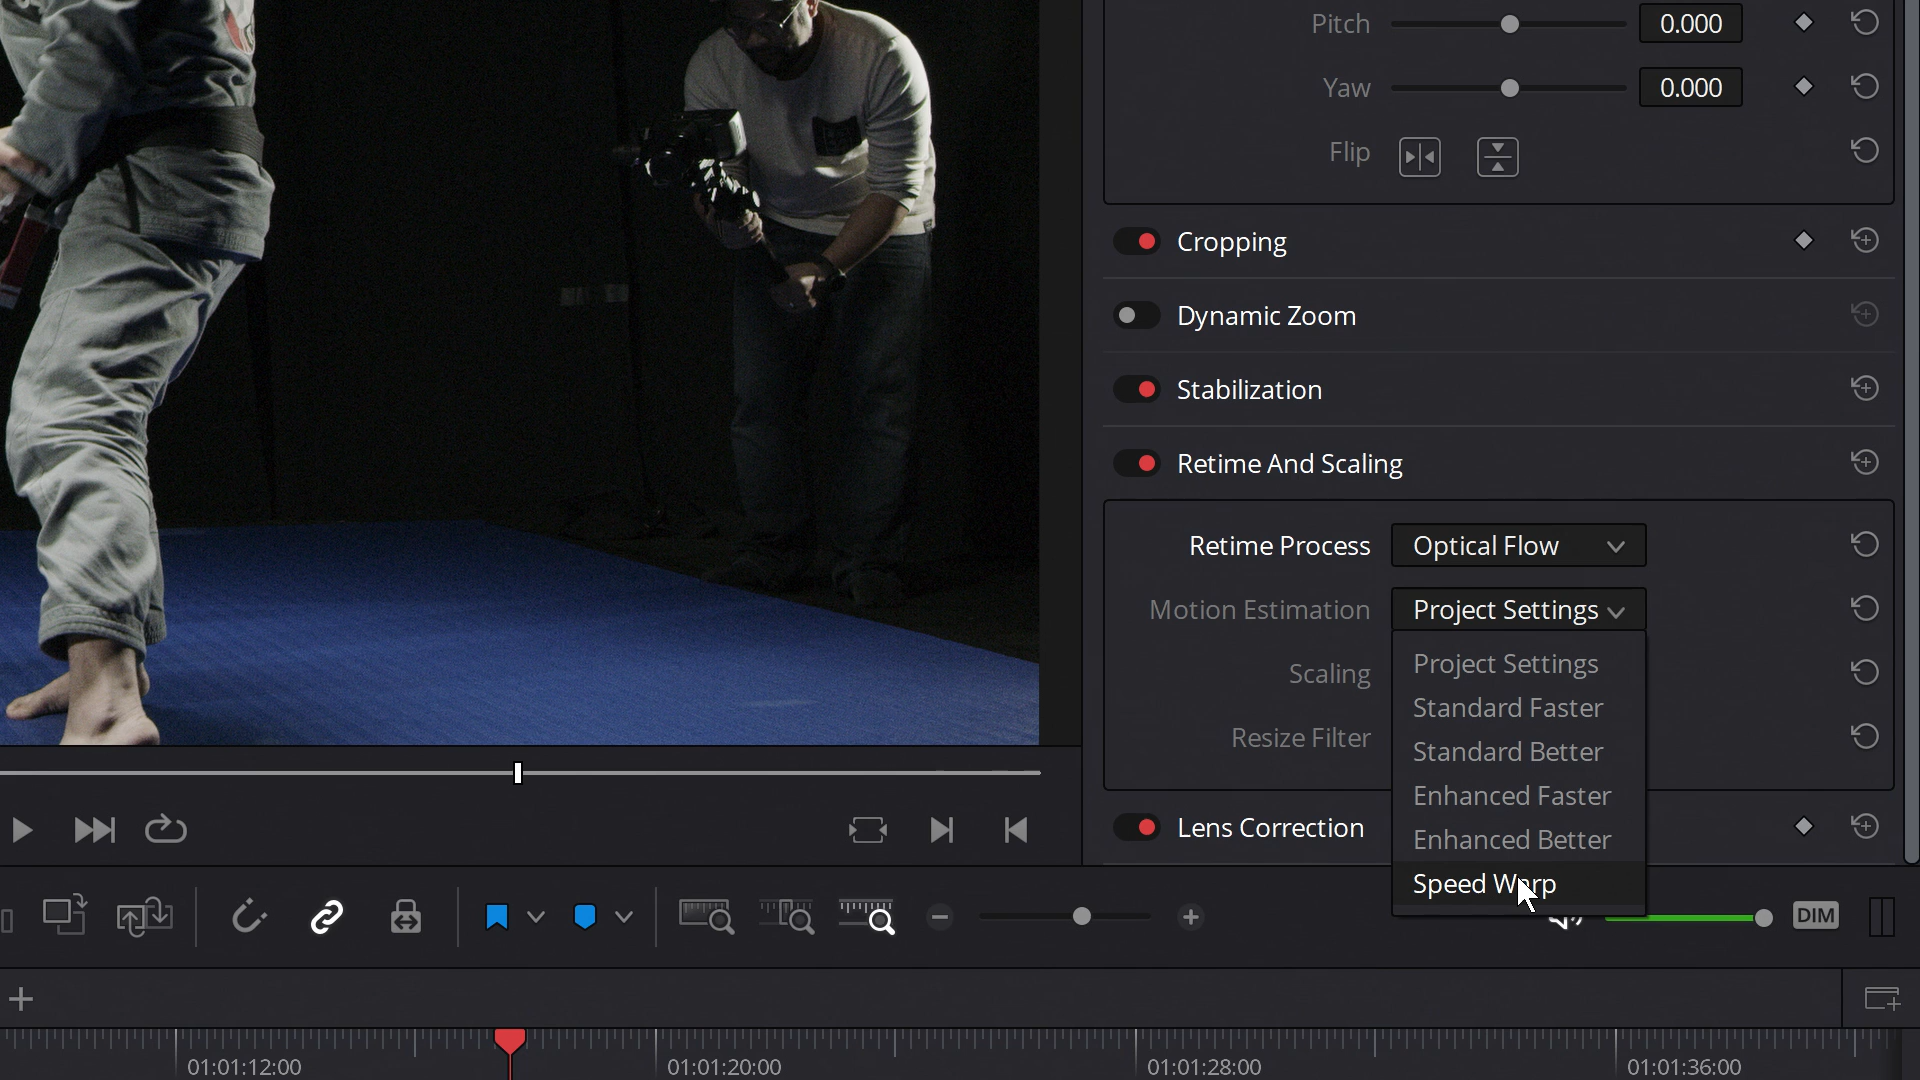 Pitch 0.000
Yaw 0.000
Flip
Cropping
Dynamic Zoom
Stabilization
Retime And Scaling
Retime Process Optical Flow
Motion Estimation Project Settings
Scaling
Resize Filter
Project Settings
Standard Faster
Standard Better
Enhanced Faster
Enhanced Better
Speed Warp
Lens Correction
DIM
01:01:12:00 01:01:20:00 01:01:28:00 01:01:36:00